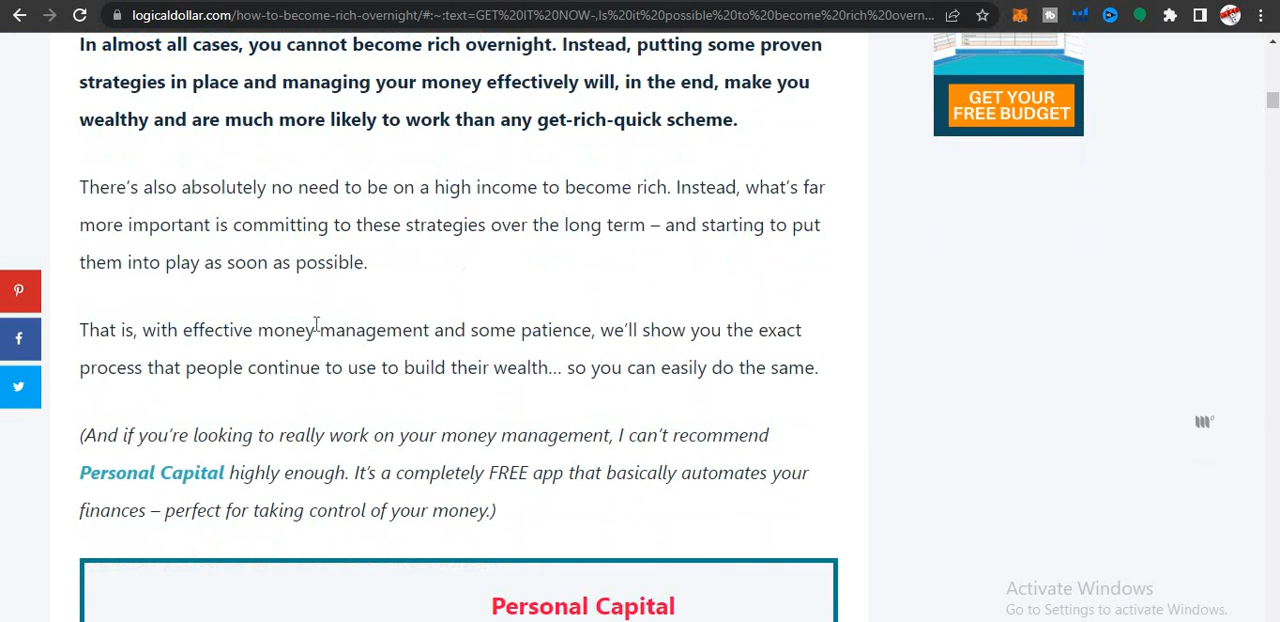 logicaldollar.com/how-to-become-rich-overnight/#:~:text=GET%20IT%20NOW-,Is%20it%20possible%20to%20become%20rich%20overn...
In almost all cases, you cannot become rich overnight. Instead, putting some proven
strategies in place and managing your money effectively will, in the end, make you
wealthy and are much more likely to work than any get-rich-quick scheme.
GET YOUR
FREE BUDGET
There’s also absolutely no need to be on a high income to become rich. Instead, what’s far
more important is committing to these strategies over the long term – and starting to put
them into play as soon as possible.
That is, with effective money management and some patience, we’ll show you the exact
process that people continue to use to build their wealth... so you can easily do the same.
(And if you’re looking to really work on your money management, I can’t recommend
Personal Capital highly enough. It’s a completely FREE app that basically automates your
finances – perfect for taking control of your money.)
Personal Capital
Activate Windows
Go to Settings to activate Windows.